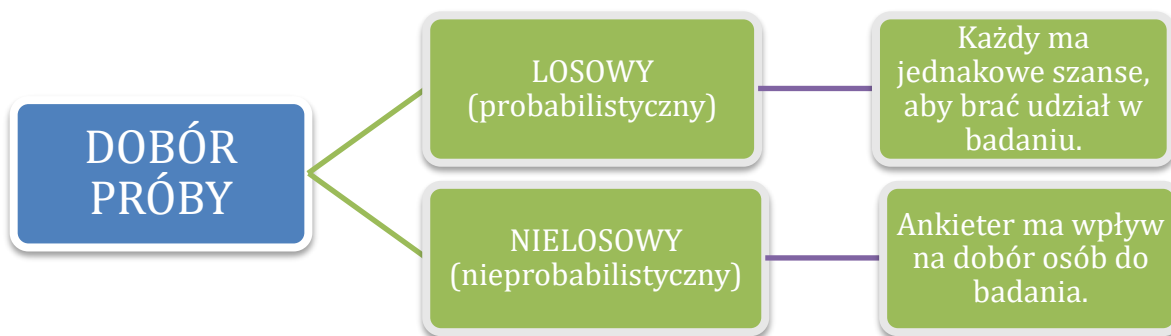 DOBÓR
PRÓBY
LOSOWY
(probabilistyczny)
Każdy ma
jednakowe szanse,
aby brać udział w
badaniu.
NIELOSOWY
(nieprobabilistyczny)
Ankieter ma wpływ
na dobór osób do
badania.